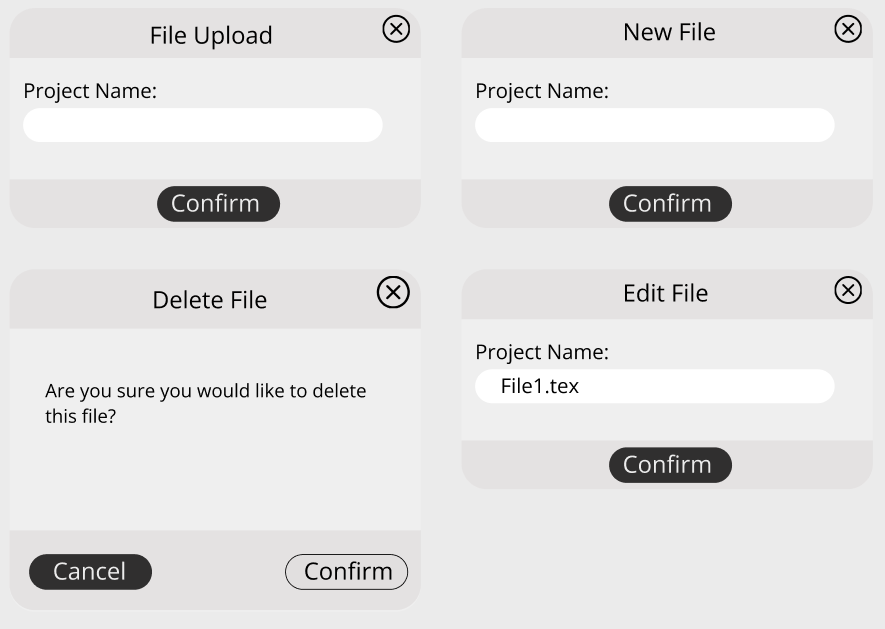 File Upload
Project Name:
Confirm
New File
Project Name:
Confirm
Delete File
Are you sure you would like to delete
this file?
Cancel
Confirm
Edit File
Project Name:
File1.tex
Confirm